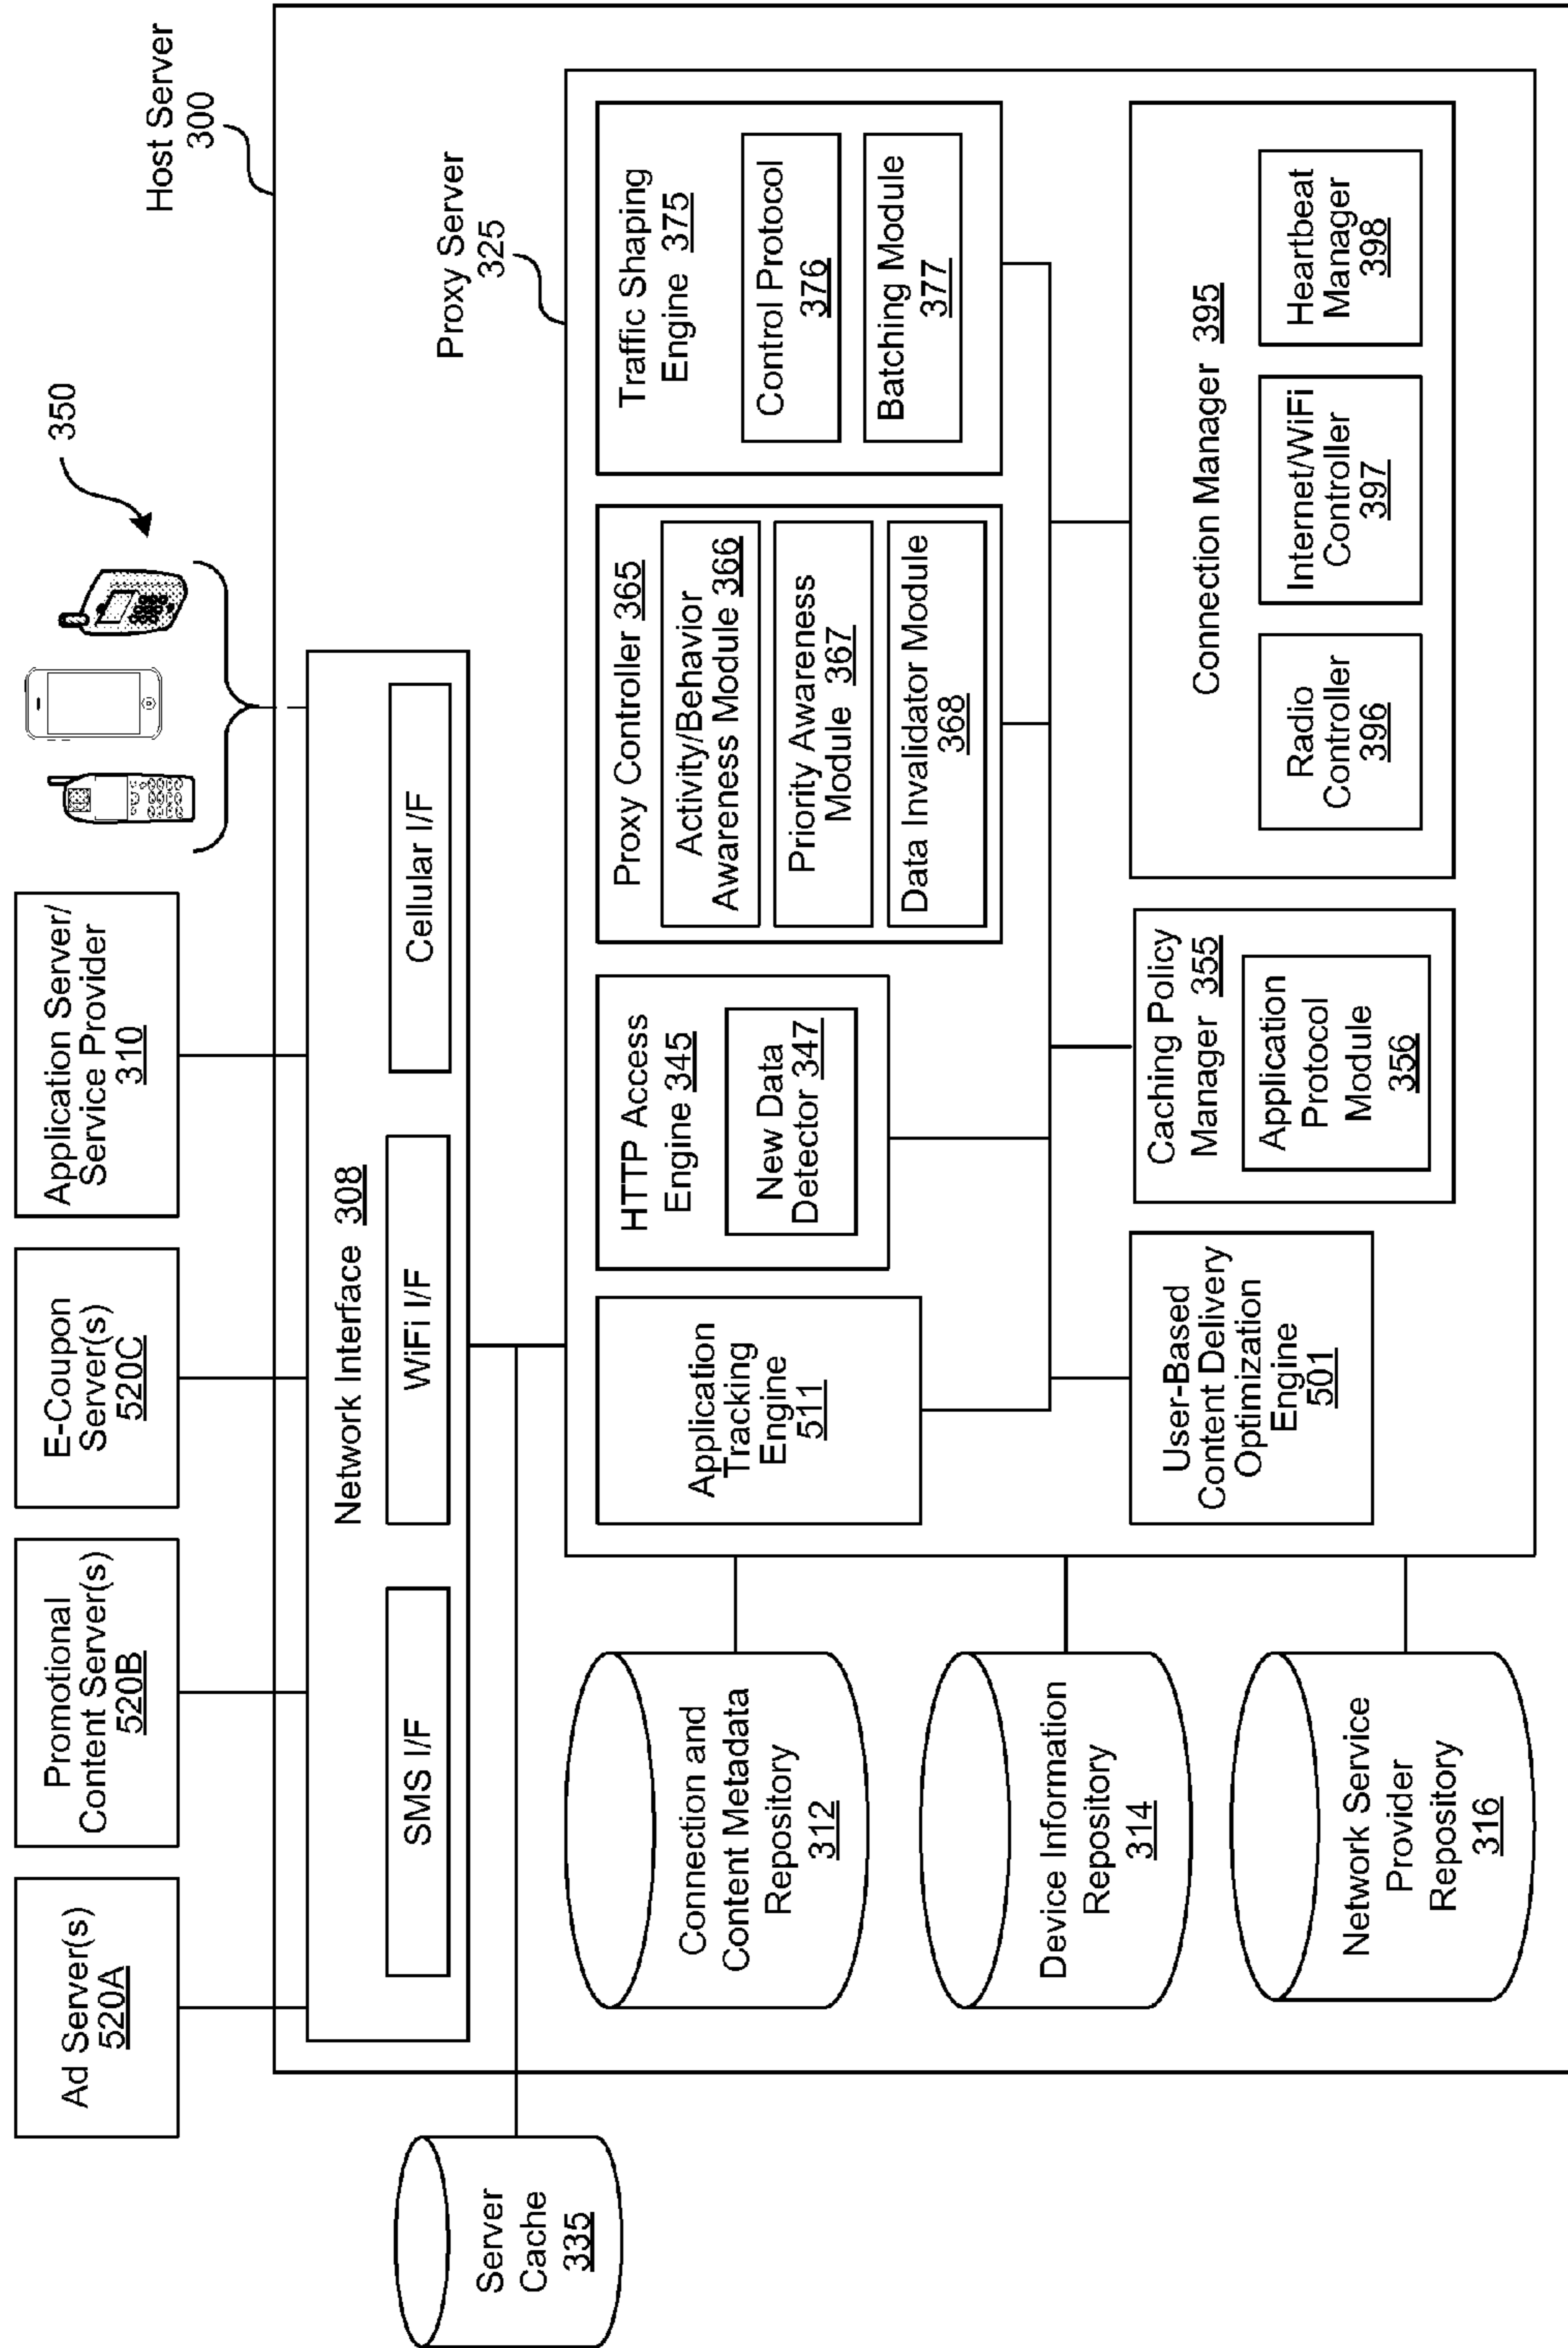 Ad Server(s)
520A
Promotional
Content Server(s)
520B
E-Coupon
Server(s)
520C
Application Server/
Service Provider
310
350
Host Server
300
Server
Cache
335
Network Interface 308
SMS I/F
WiFi I/F
Cellular I/F
Proxy Server
325
Connection and
Content Metadata
Repository
312
Device Information
Repository
314
Network Service
Provider
Repository
316
Application
Tracking
Engine
511
HTTP Access
Engine 345
New Data
Detector 347
Proxy Controller 365
Activity/Behavior
Awareness Module 366
Priority Awareness
Module 367
Data Invalidator Module
368
Traffic Shaping
Engine 375
Control Protocol
376
Batching Module
377
User-Based
Content Delivery
Optimization
Engine
501
Caching Policy
Manager 355
Application
Protocol
Module
356
Connection Manager 395
Radio
Controller
396
Internet/WiFi
Controller
397
Heartbeat
Manager
398